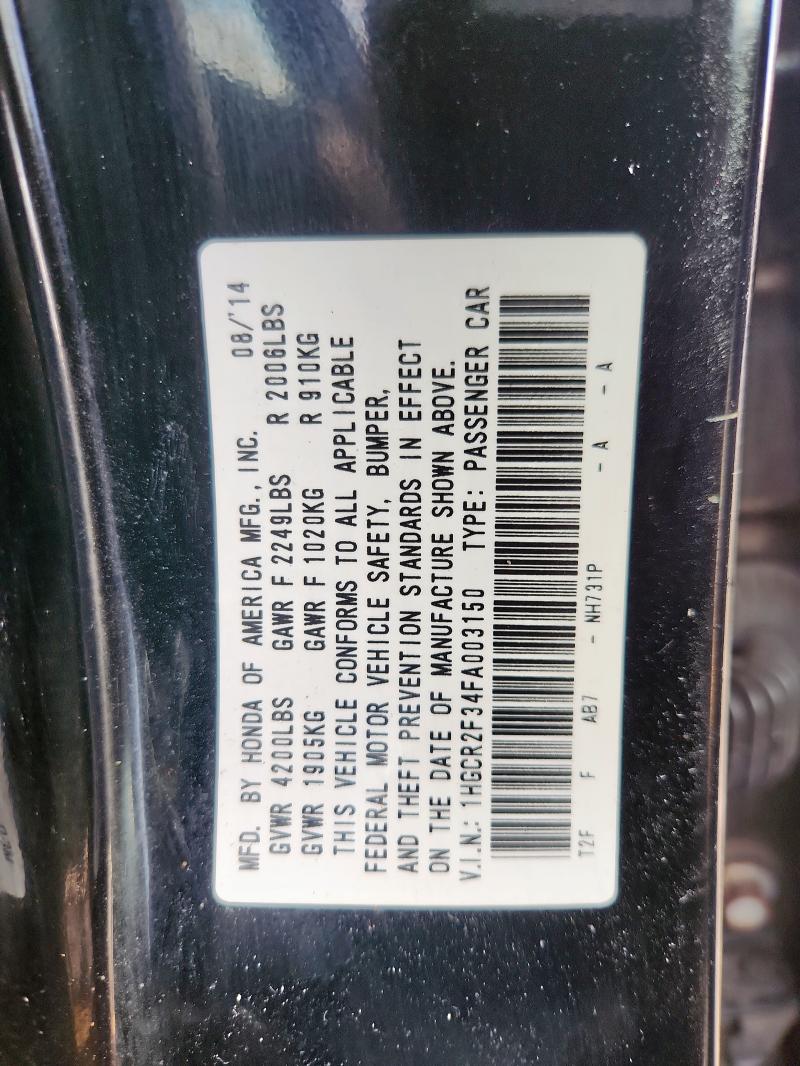 MFD. BY HONDA OF AMERICA MFG., INC. 08/'14
GVWR 4200LBS GAWR F 2249LBS R 2006LBS
GVWR 1905KG GAWR F 1020KG R 910KG
THIS VEHICLE CONFORMS TO ALL APPLICABLE
FEDERAL MOTOR VEHICLE SAFETY, BUMPER,
AND THEFT PREVENTION STANDARDS IN EFFECT
ON THE DATE OF MANUFACTURE SHOWN ABOVE.
V.I.N.: 1HGCR2F34FA003150 TYPE: PASSENGER CAR
T2F F AB7 - NH731P - A - A